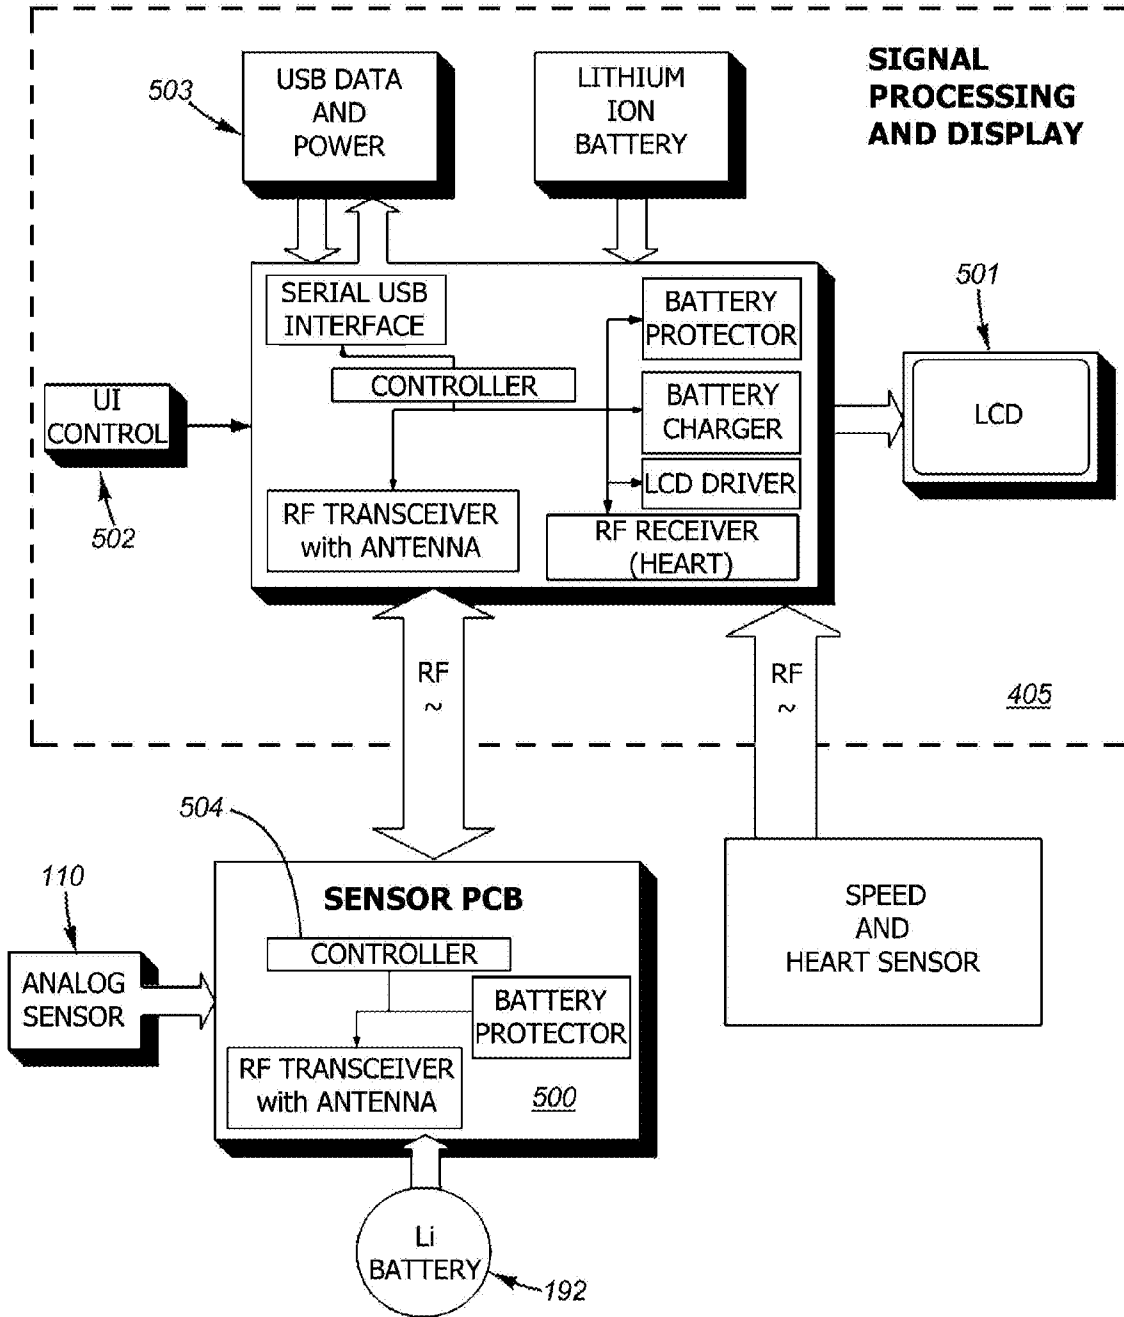 SIGNAL
PROCESSING
AND DISPLAY
503
USB DATA
AND
POWER
LITHIUM
ION
BATTERY
SERIAL USB
INTERFACE
CONTROLLER
BATTERY
PROTECTOR
501
LCD
UI
CONTROL
502
BATTERY
CHARGER
LCD DRIVER
RF TRANSCEIVER
with ANTENNA
RF RECEIVER
(HEART)
RF
~
RF
~
405
504
110
ANALOG
SENSOR
SENSOR PCB
CONTROLLER
BATTERY
PROTECTOR
RF TRANSCEIVER
with ANTENNA
500
SPEED
AND
HEART SENSOR
Li
BATTERY
192